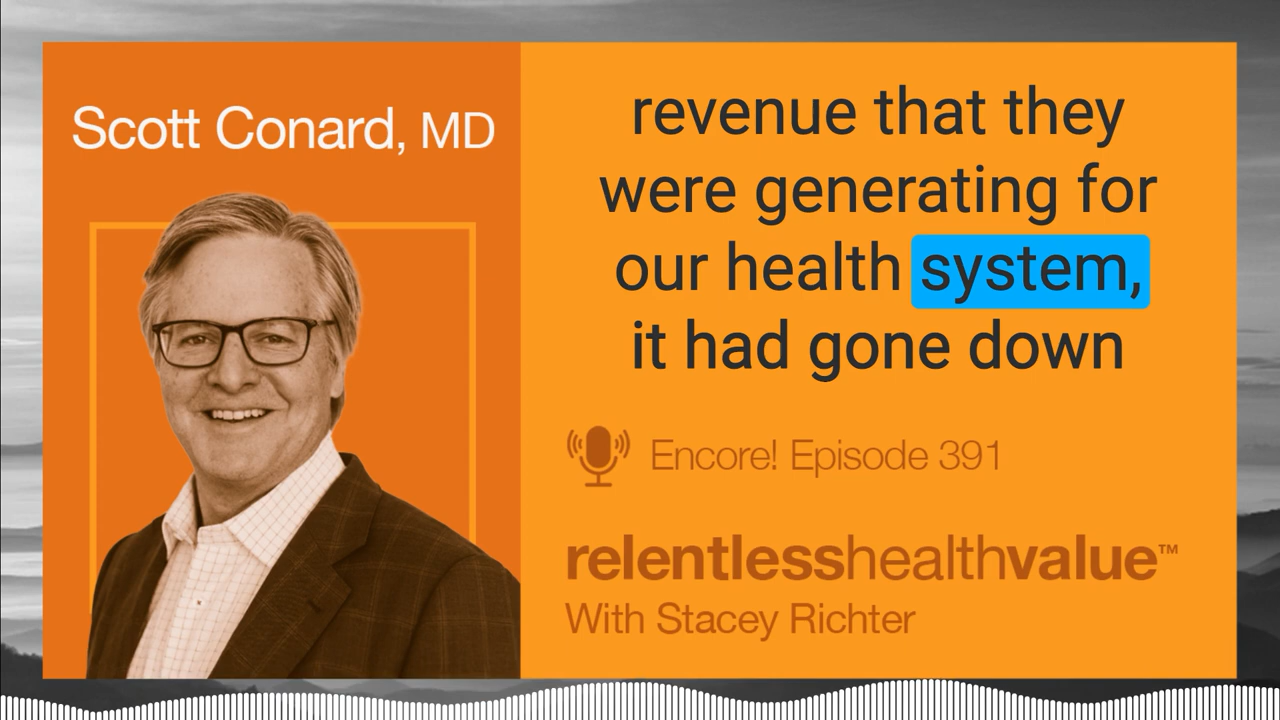 Scott Conard, MD
revenue that they
were generating for
our health system,
it had gone down
Encore! Episode 391
relentlesshealthvalue™
With Stacey Richter